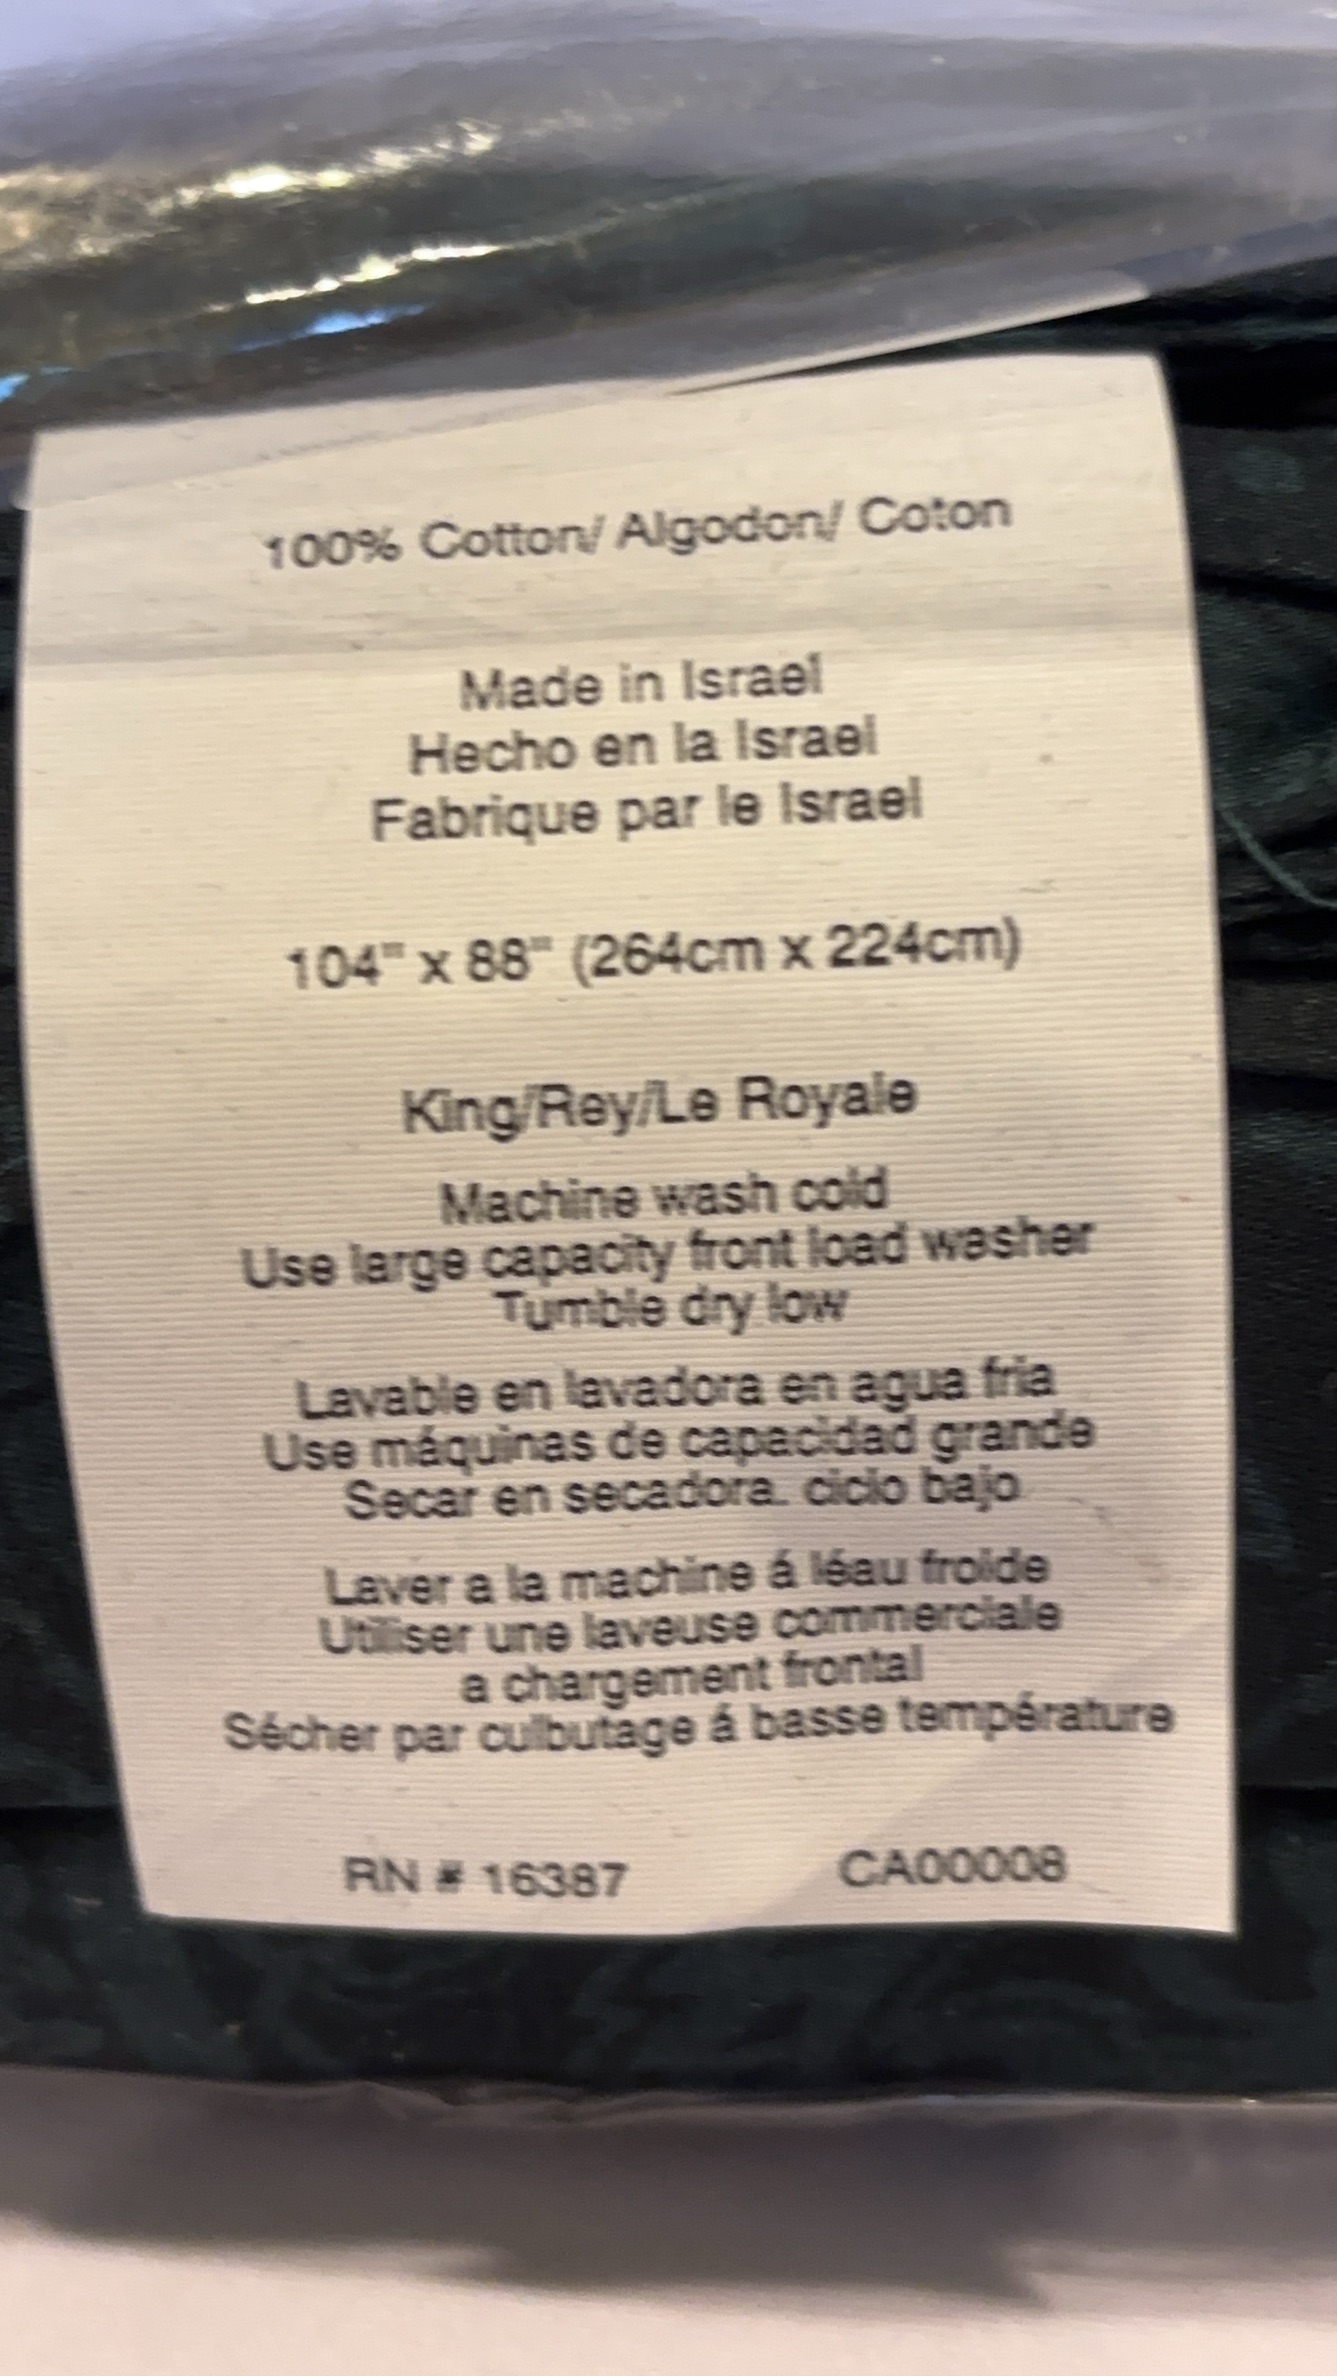 100% Cotton/ Algodon/ Coton
Made in Israel
Hecho en la Israel
Fabrique par le Israel
104" x 88" (264cm x 224cm)
King/Rey/Le Royale
Machine wash cold
Use large capacity front load washer
Tumble dry low
Lavable en lavadora en agua fria
Use máquinas de capacidad grande
Secar en secadora. ciclo bajo
Laver a la machine á léau froide
Utiliser une laveuse commerciale
a chargement frontal
Sécher par culbutage á basse température
RN # 16387 CA00008